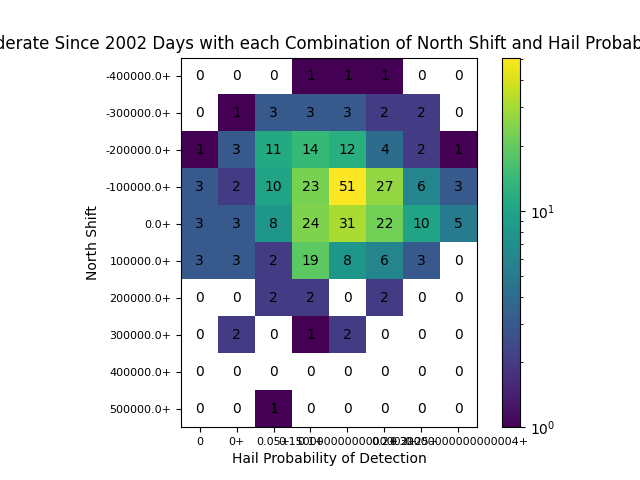 derate Since 2002 Days with each Combination of North Shift and Hail Probab
-400000.0+ 0 0 0 1 1 1 0 0
-300000.0+ 0 1 3 3 3 2 2 0
-200000.0+ 1 3 11 14 12 4 2 1
-100000.0+ 3 2 10 23 51 27 6 3
0.0+ 3 3 8 24 31 22 10 5
100000.0+ 3 3 2 19 8 6 3 0
200000.0+ 0 0 2 2 0 2 0 0
300000.0+ 0 2 0 1 2 0 0 0
400000.0+ 0 0 0 0 0 0 0 0
500000.0+ 0 0 1 0 0 0 0 0
0 0+ 0.05+
Hail Probability of Detection
North Shift
10¹
10⁰